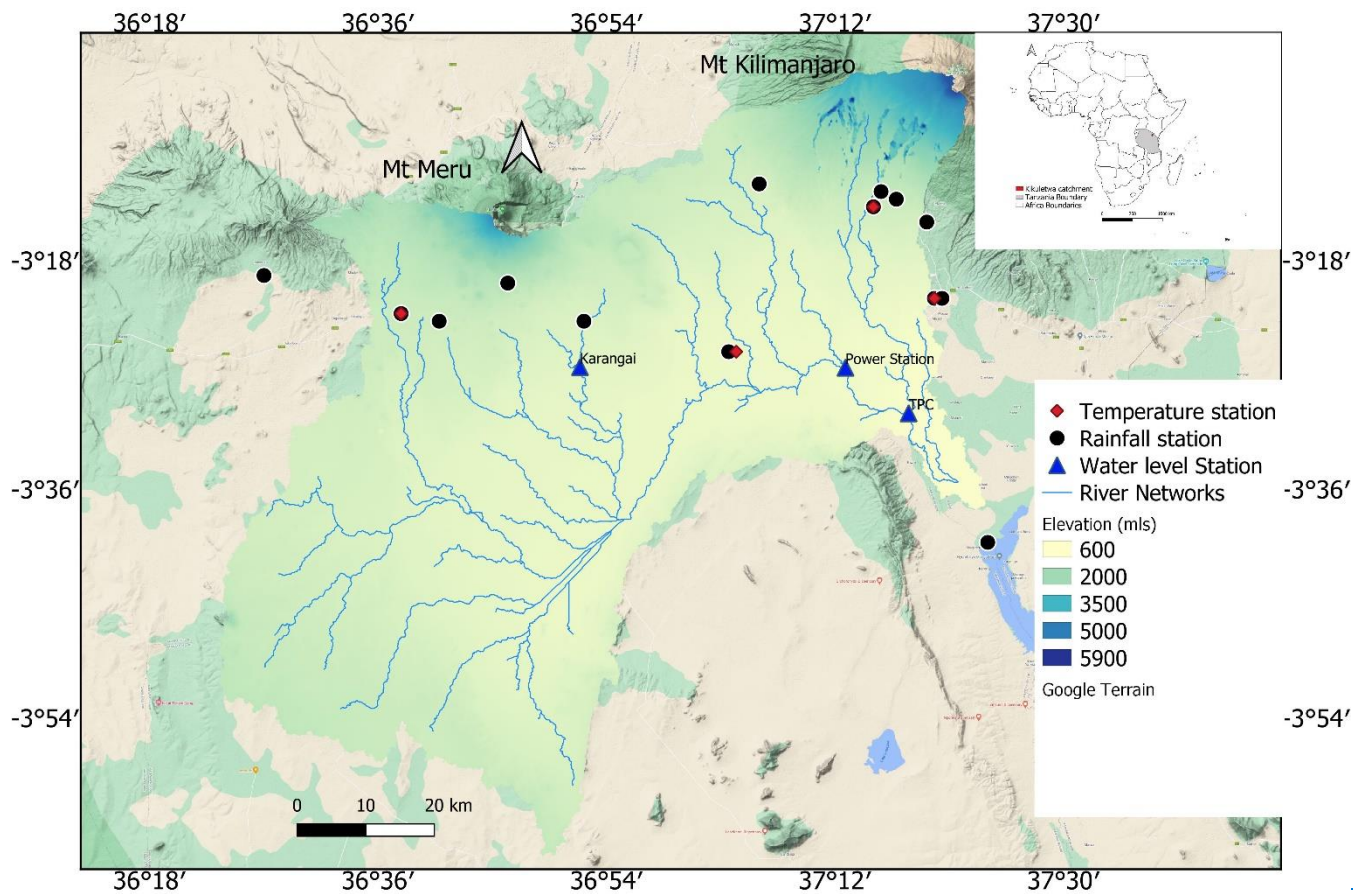 36°18′ 36°36′ 36°54′ 37°12′ 37°30′
Mt Kilimanjaro
Mt Meru
Kikuletwa catchment
Tanzania Boundary
Africa Boundaries
-3°18′ -3°18′
Karangai
Power Station
TPC
Temperature station
Rainfall station
Water level Station
River Networks
-3°36′ -3°36′
Elevation (mls)
600
2000
3500
5000
5900
Google Terrain
-3°54′ -3°54′
0 10 20 km
36°18′ 36°36′ 36°54′ 37°12′ 37°30′